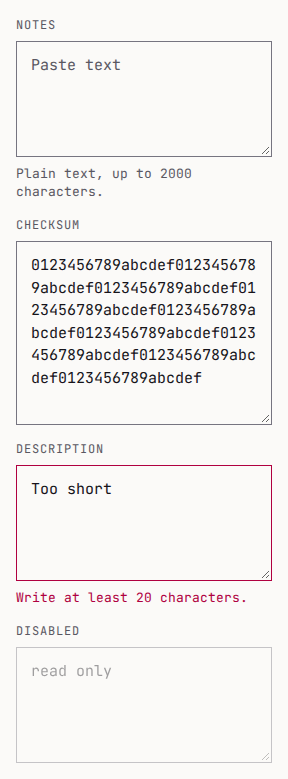 NOTES
Paste text
Plain text, up to 2000
characters.
CHECKSUM
0123456789abcdef012345678
9abcdef0123456789abcdef01
23456789abcdef0123456789a
bcdef0123456789abcdef0123
456789abcdef0123456789abc
def0123456789abcdef
DESCRIPTION
Too short
Write at least 20 characters.
DISABLED
read only